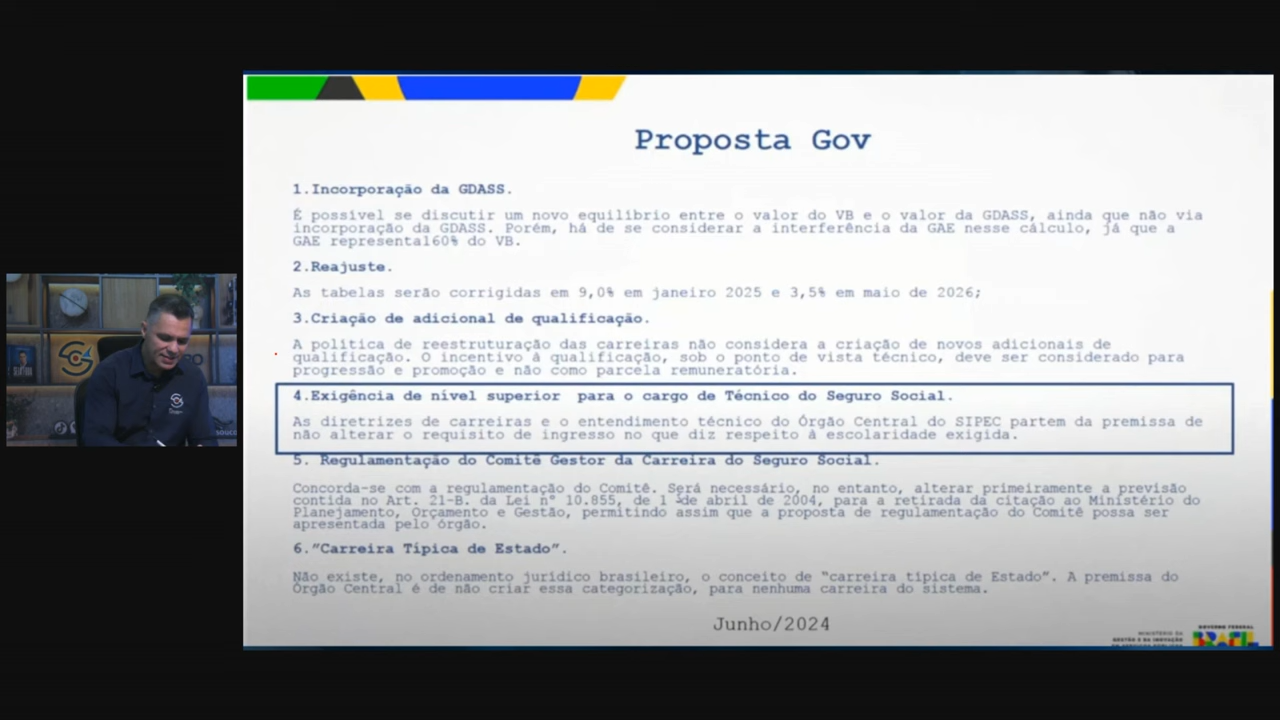 Proposta Gov
1.Incorporação da GDASS.
É possível se discutir um novo equilíbrio entre o valor do VB e o valor da GDASS, ainda que não via
incorporação da GDASS. Porém, há de se considerar a interferência da GAE nesse cálculo, já que a
GAE representa160% do VB.
2.Reajuste.
As tabelas serão corrigidas em 9,0% em janeiro 2025 e 3,5% em maio de 2026;
3.Criação de adicional de qualificação.
A política de reestruturação das carreiras não considera a criação de novos adicionais de
qualificação. O incentivo à qualificação, sob o ponto de vista técnico, deve ser considerado para
progressão e promoção e não como parcela remuneratória.
4.Exigência de nível superior para o cargo de Técnico do Seguro Social.
As diretrizes de carreiras e o entendimento técnico do Órgão Central do SIPEC partem da premissa de
não alterar o requisito de ingresso no que diz respeito à escolaridade exigida.
5. Regulamentação do Comitê Gestor da Carreira do Seguro Social.
Concorda-se com a regulamentação do Comitê. Será necessário, no entanto, alterar primeiramente a previsão
contida no Art. 21-B. da Lei nº 10.855, de 1 de abril de 2004, para a retirada da citação ao Ministério do
Planejamento, Orçamento e Gestão, permitindo assim que a proposta de regulamentação do Comitê possa ser
apresentada pelo órgão.
6."Carreira Típica de Estado".
Não existe, no ordenamento jurídico brasileiro, o conceito de "carreira típica de Estado". A premissa do
Órgão Central é de não criar essa categorização, para nenhuma carreira do sistema.
Junho/2024
MINISTÉRIO DA
GESTÃO E DA INOVAÇÃO
GOVERNO FEDERAL
BRASIL